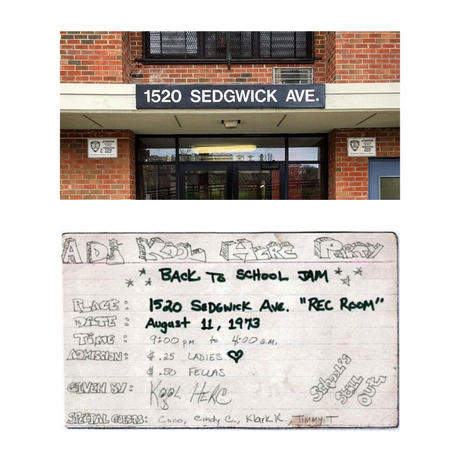 1520 SEDGWICK AVE.
A DJ KOOL HERC PARTY
BACK TO SCHOOL JAM
PLACE: 1520 SEDGWICK AVE. "REC ROOM"
DATE: August 11, 1973
TIME: 9:00 p.m. to 4:00 a.m.
ADMISSION: $.25 LADIES
$.50 FELLAS
GIVEN BY: KOOL HERC
School's Still Out.
SPECIAL GUESTS: Coco, Cindy C., Klark K., Timmy T